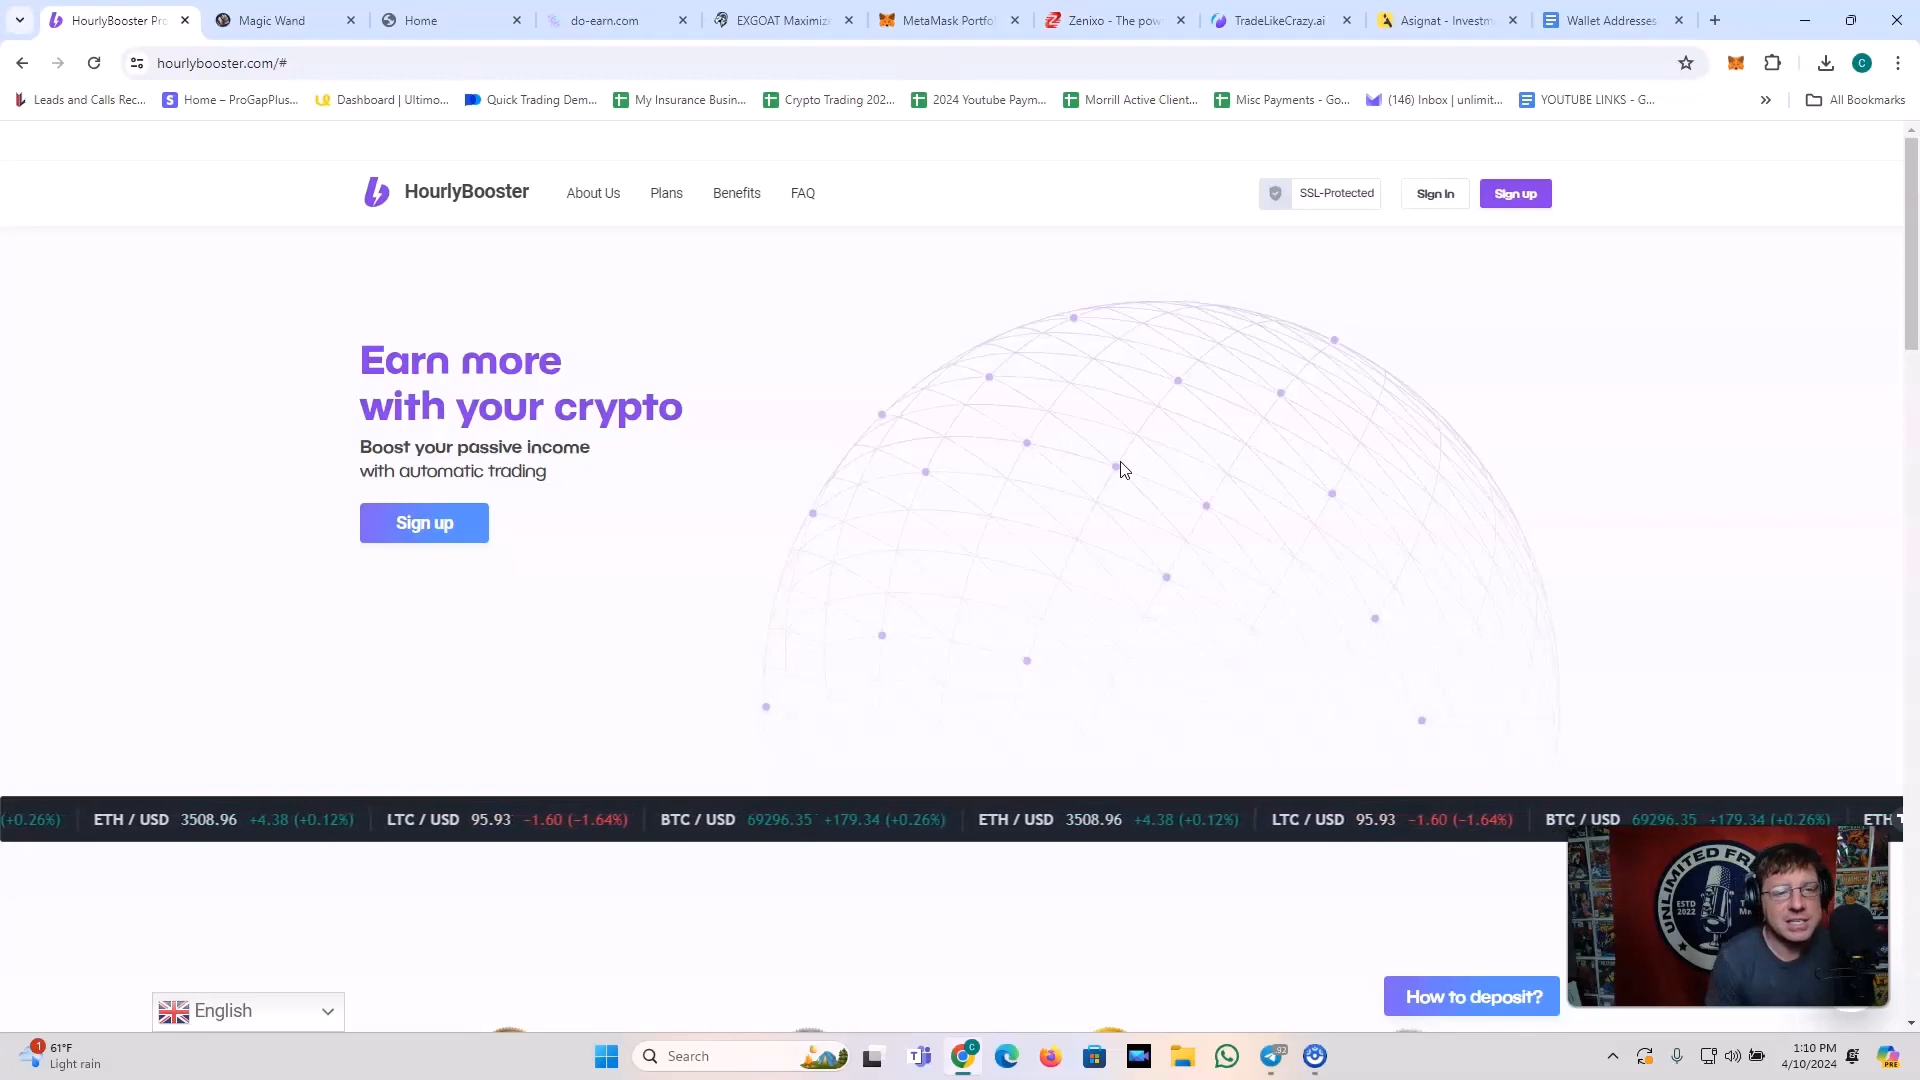 HourlyBooster Pro
Magic Wand
Home
do-earn.com
EXGOAT Maximiz
MetaMask Portfo
Zenixo - The pow
TradeLikeCrazy.ai
Asignat - Investm
Wallet Addresses
hourlybooster.com/#
C
Leads and Calls Rec...
Home – ProGapPlus...
Dashboard | Ultimo...
Quick Trading Dem...
My Insurance Busin...
Crypto Trading 202...
2024 Youtube Paym...
Morrill Active Client...
Misc Payments - Go...
(146) Inbox | unlimit...
YOUTUBE LINKS - G...
All Bookmarks
HourlyBooster
About Us
Plans
Benefits
FAQ
SSL-Protected
Sign In
Sign up
Earn more
with your crypto
Boost your passive income
with automatic trading
Sign up
(+0.26%) ETH / USD 3508.96 +4.38 (+0.12%) LTC / USD 95.93 −1.60 (−1.64%) BTC / USD 69296.35 +179.34 (+0.26%) ETH / USD 3508.96 +4.38 (+0.12%) LTC / USD 95.93 −1.60 (−1.64%) BTC / USD 69296.35 +179.34 (+0.26%) ETH
UNLIMITED
ESTD
2022
English
How to deposit?
1
61°F
Light rain
Search
C
92
1:10 PM
4/10/2024
PRE